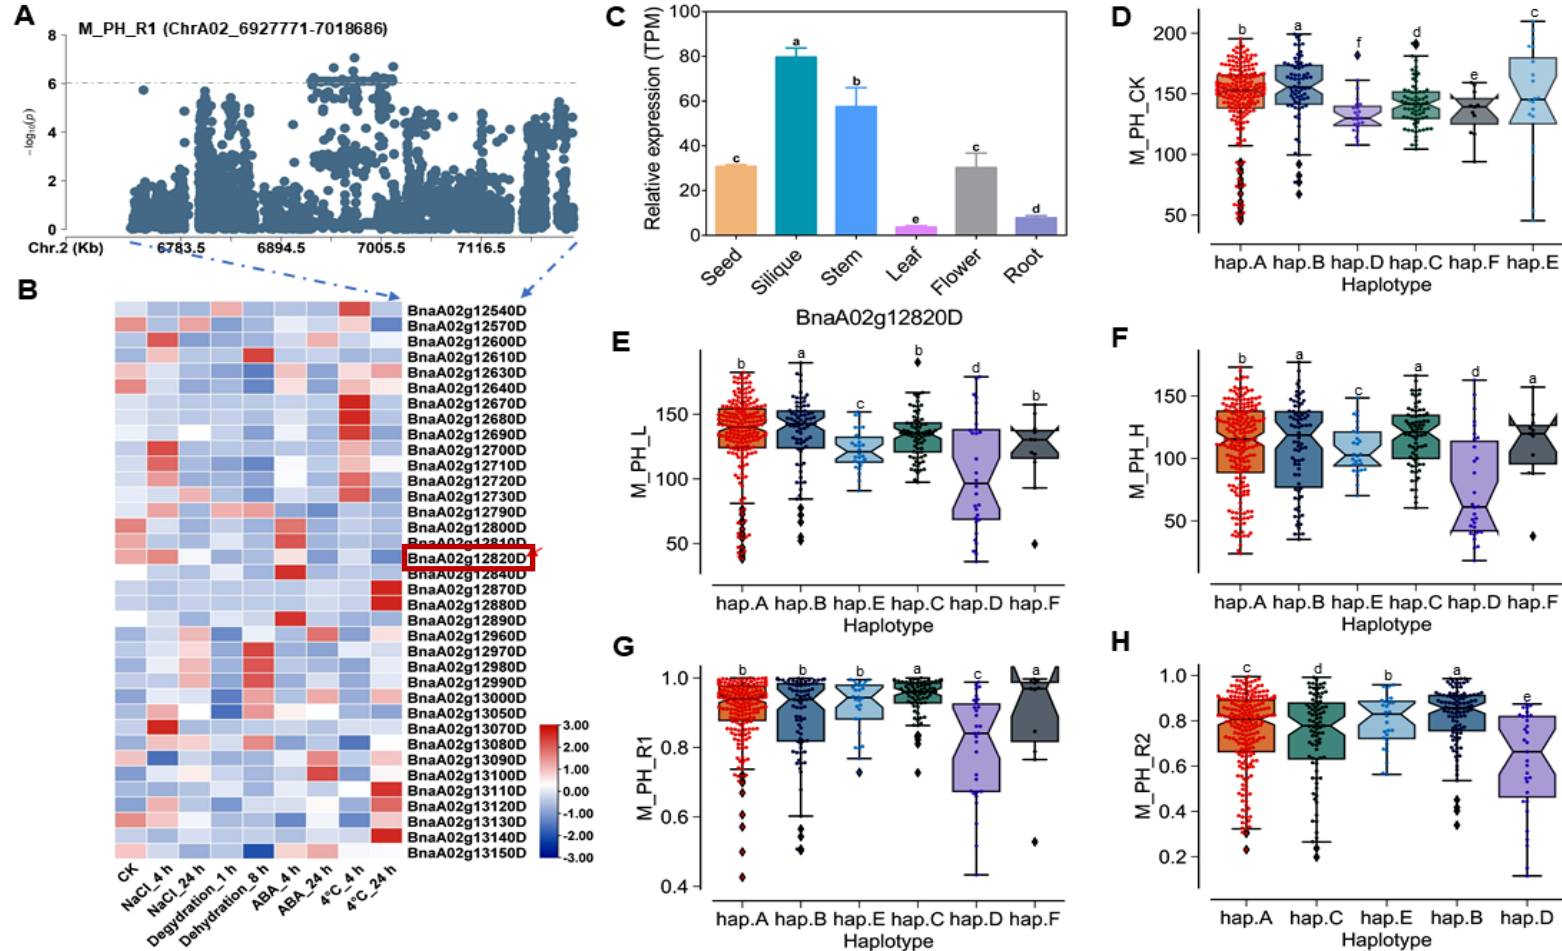 A
M_PH_R1 (ChrA02_6927771-7018686)
8
6
4
2
0
-log10(p)
Chr.2 (Kb)
6783.5
6894.5
7005.5
7116.5
B
BnaA02g12540D
BnaA02g12570D
BnaA02g12600D
BnaA02g12610D
BnaA02g12630D
BnaA02g12640D
BnaA02g12670D
BnaA02g12680D
BnaA02g12690D
BnaA02g12700D
BnaA02g12710D
BnaA02g12720D
BnaA02g12730D
BnaA02g12790D
BnaA02g12800D
BnaA02g12810D
BnaA02g12820D
BnaA02g12840D
BnaA02g12870D
BnaA02g12880D
BnaA02g12890D
BnaA02g12960D
BnaA02g12970D
BnaA02g12980D
BnaA02g12990D
BnaA02g13000D
BnaA02g13050D
BnaA02g13070D
BnaA02g13080D
BnaA02g13090D
BnaA02g13100D
BnaA02g13110D
BnaA02g13120D
BnaA02g13130D
BnaA02g13140D
BnaA02g13150D
CK
NaCl_4 h
NaCl_24 h
Degydration_1 h
Dehydration_8 h
ABA_4 h
ABA_24 h
4°C_4 h
4°C_24 h
3.00
2.00
1.00
0.00
-1.00
-2.00
-3.00
C
Relative expression (TPM)
100
80
60
40
20
0
c
a
b
e
c
d
Seed
Silique
Stem
Leaf
Flower
Root
BnaA02g12820D
D
M_PH_CK
200
150
100
50
b
a
f
d
e
c
hap.A
hap.B
hap.D
hap.C
hap.F
hap.E
Haplotype
E
M_PH_L
150
100
50
b
a
c
b
d
b
hap.A
hap.B
hap.E
hap.C
hap.D
hap.F
Haplotype
F
M_PH_H
150
100
50
b
a
c
a
d
a
hap.A
hap.B
hap.E
hap.C
hap.D
hap.F
Haplotype
G
M_PH_R1
1.0
0.8
0.6
0.4
b
b
b
a
c
a
hap.A
hap.B
hap.E
hap.C
hap.D
hap.F
Haplotype
H
M_PH_R2
1.0
0.8
0.6
0.4
0.2
c
d
b
a
e
hap.A
hap.C
hap.E
hap.B
hap.D
Haplotype